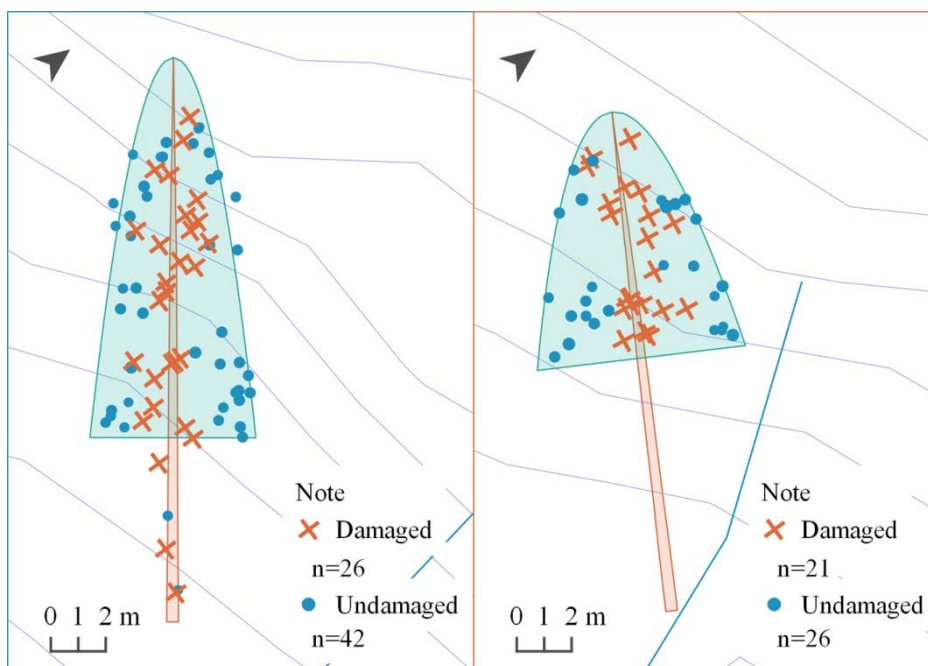 Note
Damaged
n=26
Undamaged
n=42
0 1 2 m
Note
Damaged
n=21
Undamaged
n=26
0 1 2 m